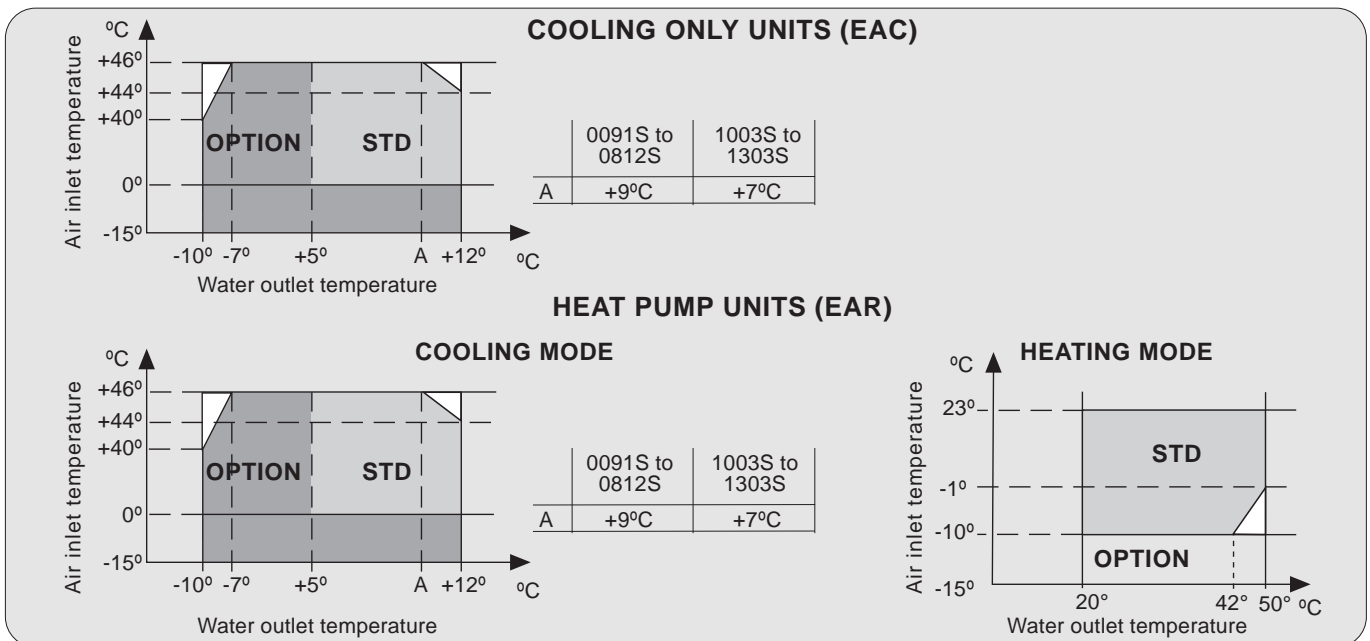 COOLING ONLY UNITS (EAC)
Air inlet temperature
ºC
+46º
+44º
+40º
0º
-15º
OPTION STD
-10º -7º +5º A +12º ºC
Water outlet temperature
0091S to 1003S to
0812S 1303S
A +9ºC +7ºC
HEAT PUMP UNITS (EAR)
COOLING MODE
Air inlet temperature
ºC
+46º
+44º
+40º
0º
-15º
OPTION STD
-10º -7º +5º A +12º ºC
Water outlet temperature
0091S to 1003S to
0812S 1303S
A +9ºC +7ºC
HEATING MODE
Air inlet temperature
ºC
23º
-1º
-10º
-15º
STD
OPTION
20° 42° 50° ºC
Water outlet temperature